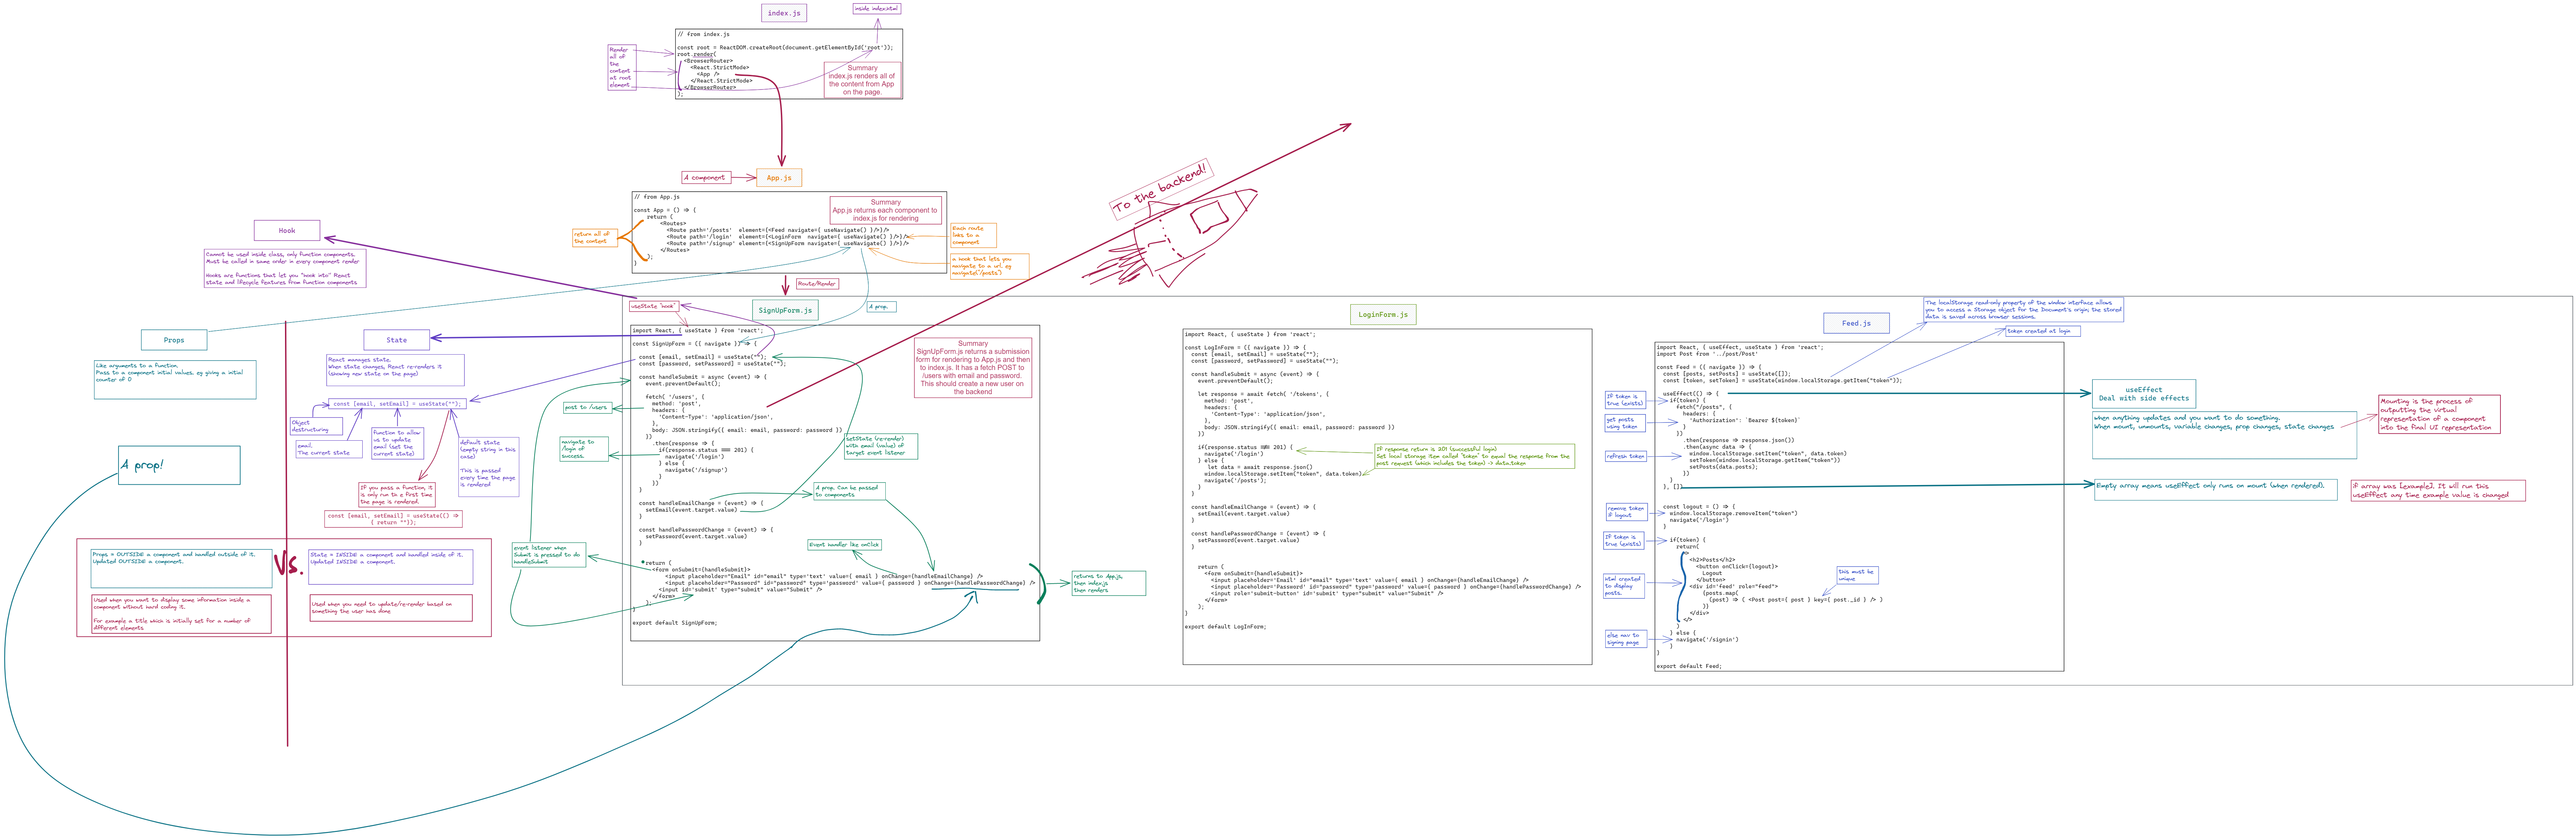 index.js
inside index.html
// from index.js
const root = ReactDOM.createRoot(document.getElementById('root'));
root.render(
<BrowserRouter>
<React.StrictMode>
<App />
</React.StrictMode>
</BrowserRouter>
);
Render
all of
the
content
at root
element
Summary
index.js renders all of
the content from App
on the page.
A component
App.js
// from App.js
const App = () => {
return (
<Routes>
<Route path='/posts'  element={<Feed navigate={ useNavigate() }/>}/>
<Route path='/login'  element={<LoginForm  navigate={ useNavigate() }/>}/>
<Route path='/signup' element={<SignUpForm navigate={ useNavigate() }/>}/>
</Routes>
);
}
Summary
App.js returns each component to
index.js for rendering
return all of
the content
Each route
links to a
component
a hook that lets you
navigate to a url. eg
navigate("/posts")
To the backend!
Hook
Cannot be used inside class, only function components.
Must be called in same order in every component render
Hooks are functions that let you "hook into" React
state and lifecycle features from function components
Route/Render
useState "hook"
SignUpForm.js
A prop.
import React, { useState } from 'react';
const SignUpForm = ({ navigate }) => {
const [email, setEmail] = useState("");
const [password, setPassword] = useState("");
const handleSubmit = async (event) => {
event.preventDefault();
fetch( '/users', {
method: 'post',
headers: {
'Content-Type': 'application/json',
},
body: JSON.stringify({ email: email, password: password })
})
.then(response => {
if(response.status === 201) {
navigate('/login')
} else {
navigate('/signup')
}
})
}
const handleEmailChange = (event) => {
setEmail(event.target.value)
}
const handlePasswordChange = (event) => {
setPassword(event.target.value)
}
return (
<form onSubmit={handleSubmit}>
<input placeholder="Email" id="email" type='text' value={ email } onChange={handleEmailChange} />
<input placeholder="Password" id="password" type='password' value={ password } onChange={handlePasswordChange} />
<input id='submit' type="submit" value="Submit" />
</form>
);
}
export default SignUpForm;
Summary
SignUpForm.js returns a submission
form for rendering to App.js and then
to index.js. It has a fetch POST to
/users with email and password.
This should create a new user on
the backend
post to /users
navigate to
/login of
success.
setState (re-render)
with email (value) of
target event listener
A prop. Can be passed
to components
Event handler like onClick
event listener when
Submit is pressed to do
handleSubmit
returns to App.js,
then index.js
then renders
Props
Like arguments to a function.
Pass to a component initial values. eg giving a initial
counter of 0
State
React manages state.
When state changes, React re-renders it
(showing new state on the page)
const [email, setEmail] = useState("");
Object
destructuring
email.
The current state
function to allow
us to update
email (set the
current state)
default state
(empty string in this
case)
This is passed
every time the page
is rendered
If you pass a function, it
is only run th e first time
the page is rendered.
const [email, setEmail] = useState(() =>
{ return ""});
A prop!
Props = OUTSIDE a component and handled outside of it.
Updated OUTSIDE a component.
Vs.
State = INSIDE a component and handled inside of it.
Updated INSIDE a component.
Used when you want to display some information inside a
component without hard coding it.
For example a title which is initially set for a number of
different elements
Used when you need to update/re-render based on
something the user has done
LoginForm.js
import React, { useState } from 'react';
const LogInForm = ({ navigate }) => {
const [email, setEmail] = useState("");
const [password, setPassword] = useState("");
const handleSubmit = async (event) => {
event.preventDefault();
let response = await fetch( '/tokens', {
method: 'post',
headers: {
'Content-Type': 'application/json',
},
body: JSON.stringify({ email: email, password: password })
})
if(response.status !== 201) {
navigate('/login')
} else {
let data = await response.json()
window.localStorage.setItem("token", data.token)
navigate('/posts');
}
}
const handleEmailChange = (event) => {
setEmail(event.target.value)
}
const handlePasswordChange = (event) => {
setPassword(event.target.value)
}
return (
<form onSubmit={handleSubmit}>
<input placeholder='Email' id="email" type='text' value={ email } onChange={handleEmailChange} />
<input placeholder='Password' id="password" type='password' value={ password } onChange={handlePasswordChange} />
<input role='submit-button' id='submit' type="submit" value="Submit" />
</form>
);
}
export default LogInForm;
If response return is 201 (successful login)
Set local storage item called 'token' to equal the response from the
post request (which includes the token) -> data.token
Feed.js
The localStorage read-only property of the window interface allows
you to access a Storage object for the Document's origin; the stored
data is saved across browser sessions.
token created at login
import React, { useEffect, useState } from 'react';
import Post from '../post/Post'
const Feed = ({ navigate }) => {
const [posts, setPosts] = useState([]);
const [token, setToken] = useState(window.localStorage.getItem("token"));
useEffect(() => {
if(token) {
fetch("/posts", {
headers: {
'Authorization': `Bearer ${token}`
}
})
.then(response => response.json())
.then(async data => {
window.localStorage.setItem("token", data.token)
setToken(window.localStorage.getItem("token"))
setPosts(data.posts);
})
}
}, [])
const logout = () => {
window.localStorage.removeItem("token")
navigate('/login')
}
if(token) {
return(
<>
<h2>Posts</h2>
<button onClick={logout}>
Logout
</button>
<div id='feed' role="feed">
{posts.map(
(post) => ( <Post post={ post } key={ post._id } /> )
)}
</div>
</>
)
} else {
navigate('/signin')
}
}
export default Feed;
If token is
true (exists)
get posts
using token
refresh token
remove token
if logout
If token is
true (exists)
html created
to display
posts.
this must be
unique
else nav to
signing page
useEffect
Deal with side effects
when anything updates and you want to do something.
When mount, unmounts, variable changes, prop changes, state changes
Mounting is the process of
outputting the virtual
representation of a component
into the final UI representation
Empty array means useEffect only runs on mount (when rendered).
if array was [example]. It will run this
useEffect any time example value is changed